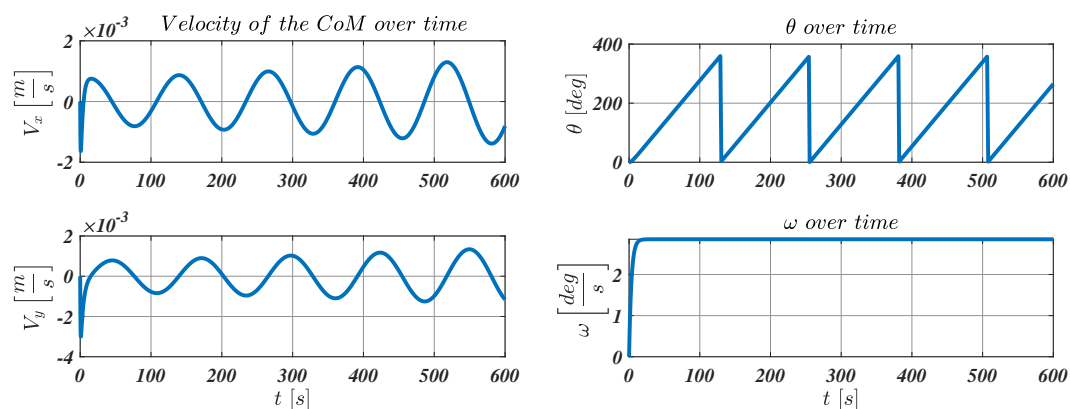 Velocity of the CoM over time
×10⁻³
2
0
-2
V_x [m/s]
0 100 200 300 400 500 600
×10⁻³
2
0
-2
-4
V_y [m/s]
0 100 200 300 400 500 600
t [s]
θ over time
400
200
0
θ [deg]
0 100 200 300 400 500 600
ω over time
2
1
0
ω [deg/s]
0 100 200 300 400 500 600
t [s]